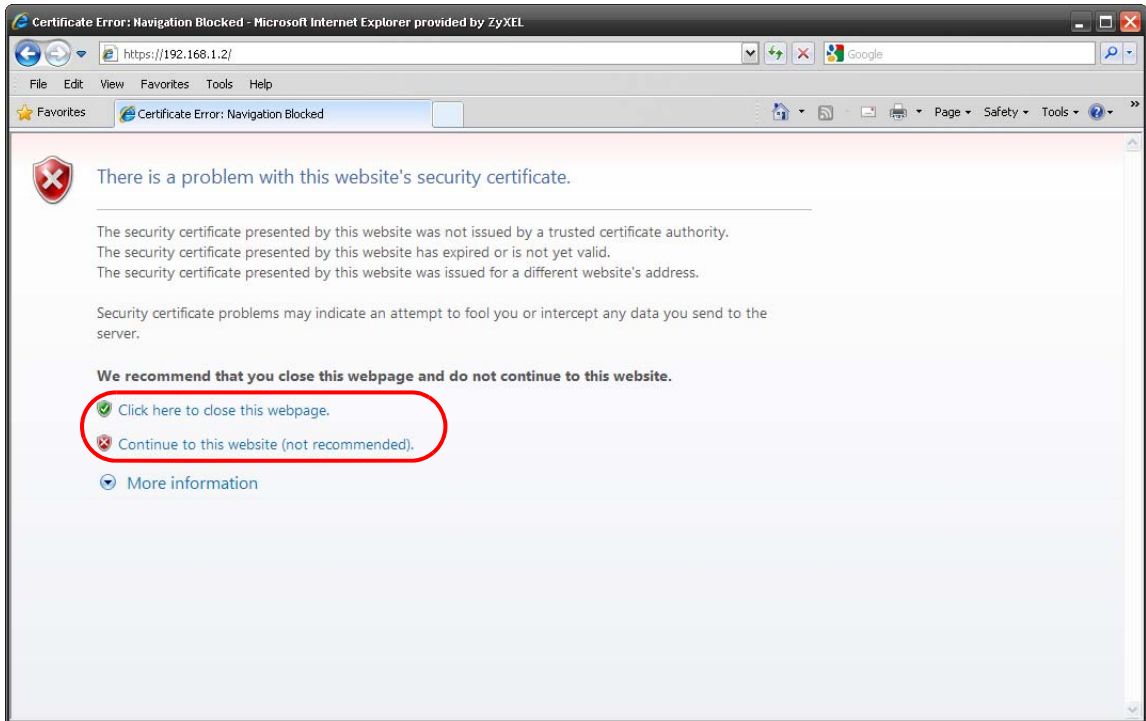 Certificate Error: Navigation Blocked - Microsoft Internet Explorer provided by ZyXEL
https://192.168.1.2/
Google
File Edit View Favorites Tools Help
Favorites
Certificate Error: Navigation Blocked
Page Safety Tools
There is a problem with this website's security certificate.
The security certificate presented by this website was not issued by a trusted certificate authority.
The security certificate presented by this website has expired or is not yet valid.
The security certificate presented by this website was issued for a different website's address.
Security certificate problems may indicate an attempt to fool you or intercept any data you send to the
server.
We recommend that you close this webpage and do not continue to this website.
Click here to close this webpage.
Continue to this website (not recommended).
More information